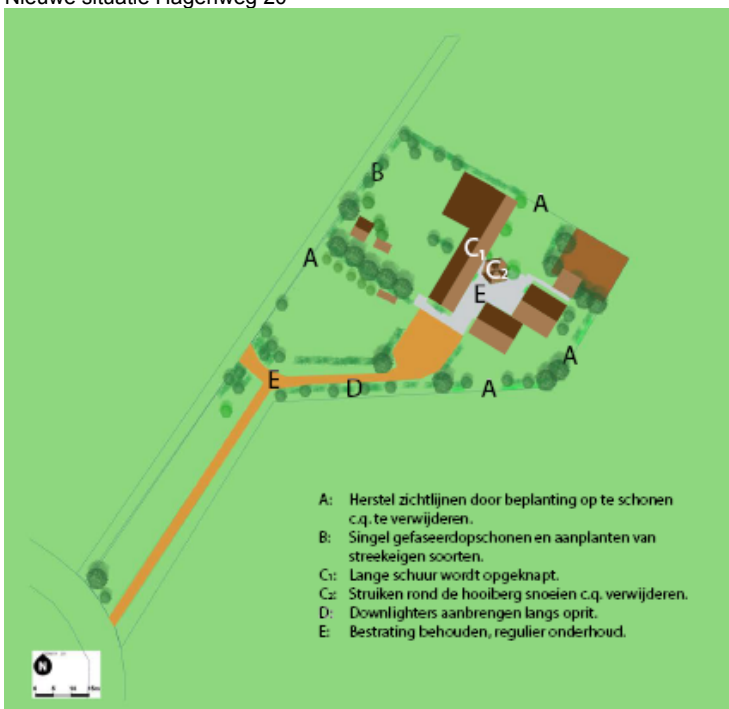 Nieuwe situatie Hagenweg 20
B
A
A
C₁
C₂
E
A
E
D
A
A: Herstel zichtlijnen door beplanting op te schonen
c.q. te verwijderen.
B: Singel gefaseerdopschonen en aanplanten van
streekeigen soorten.
C₁: Lange schuur wordt opgeknapt.
C₂: Struiken rond de hooiberg snoeien c.q. verwijderen.
D: Downlighters aanbrengen langs oprit.
E: Bestrating behouden, regulier onderhoud.
N